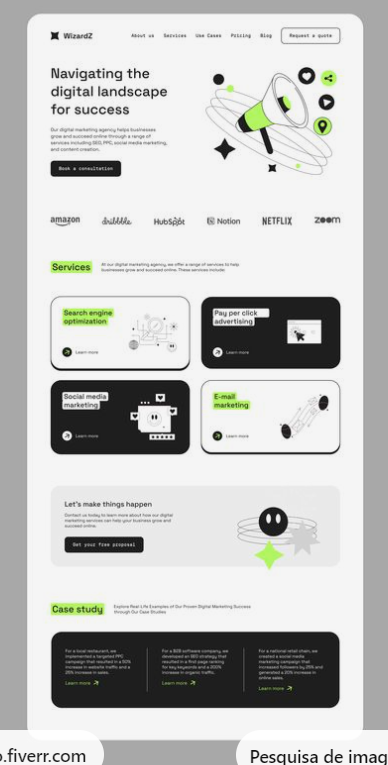 WizardZ
About us Services Use Cases Pricing Blog Request a quote
Navigating the
digital landscape
for success
Our digital marketing agency helps businesses
grow and succeed online through a range of
services including SEO, PPC, social media marketing,
and content creation.
Book a consultation
amazon dribbble HubSpot Notion NETFLIX zoom
Services
At our digital marketing agency, we offer a range of services to help
businesses grow and succeed online. These services include:
Search engine
optimization
Learn more
Pay per click
advertising
Learn more
Social media
marketing
Learn more
E-mail
marketing
Learn more
Let's make things happen
Contact us today to learn more about how our digital
marketing services can help your business grow and
succeed online.
Get your free proposal
Case study
Explore Real-Life Examples of Our Proven Digital Marketing Success
through Our Case Studies
For a local restaurant, we
implemented a targeted PPC
campaign that resulted in a 50%
increase in website traffic and a
25% increase in sales.
Learn more
For a B2B software company, we
developed an SEO strategy that
resulted in a first page ranking
for key keywords and a 200%
increase in organic traffic.
Learn more
For a national retail chain, we
created a social media
marketing campaign that
increased followers by 25% and
generated a 20% increase in
online sales.
Learn more
o.fiverr.com
Pesquisa de imag